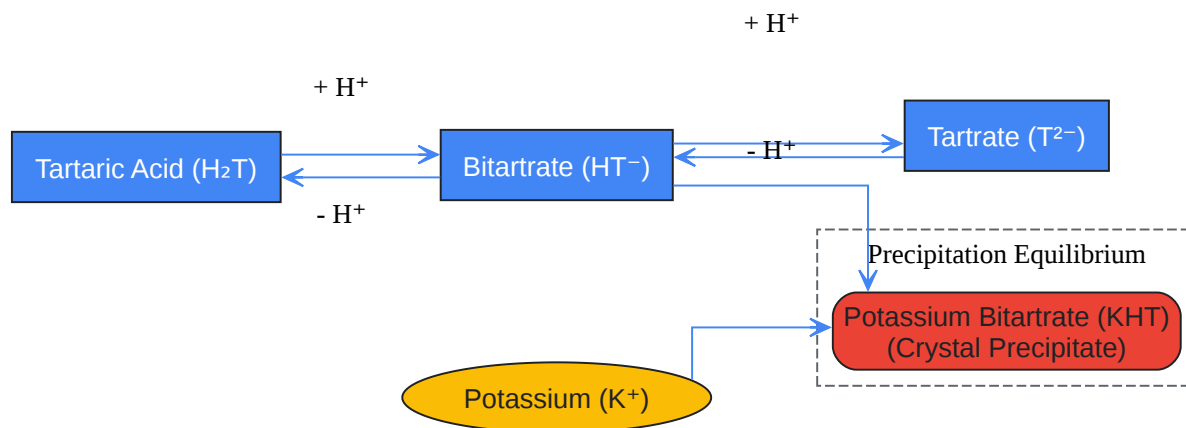 + H⁺
+ H⁺
Tartaric Acid (H₂T)
Bitartrate (HT⁻)
- H⁺
Tartrate (T²⁻)
- H⁺
Precipitation Equilibrium
Potassium Bitartrate (KHT)
(Crystal Precipitate)
Potassium (K⁺)